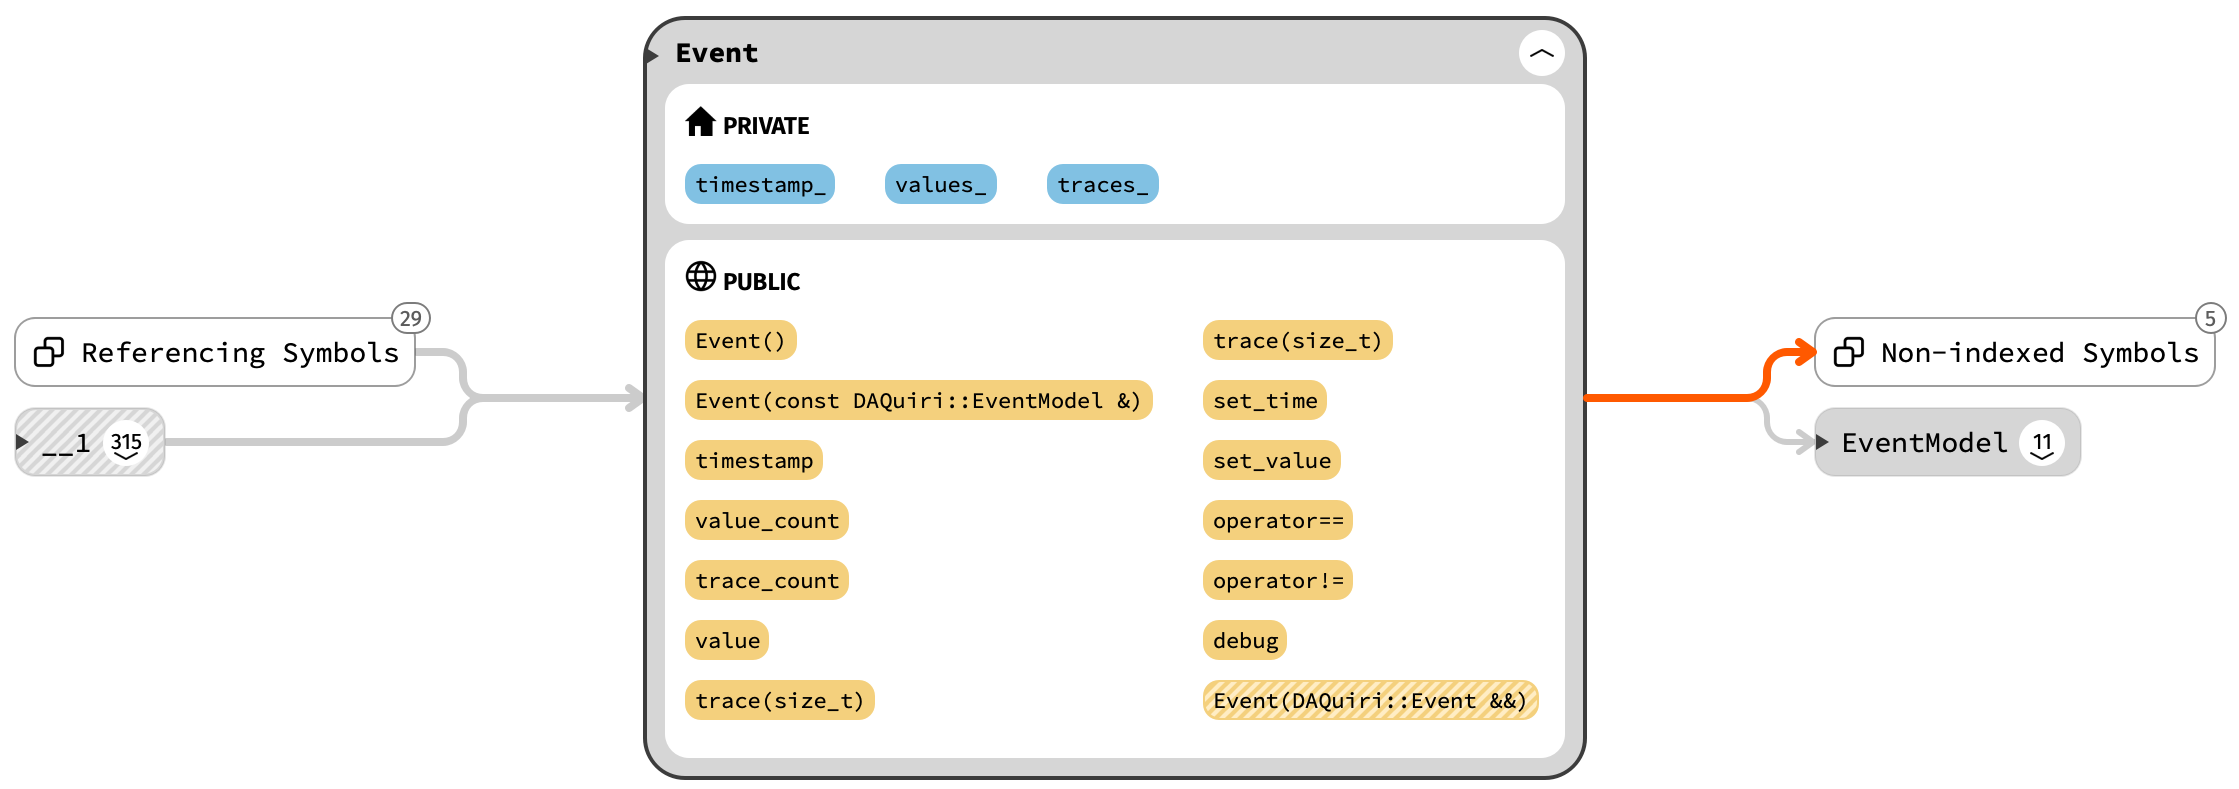 Event
PRIVATE
timestamp_ values_ traces_
PUBLIC
Event()
Event(const DAQuiri::EventModel &)
timestamp
value_count
trace_count
value
trace(size_t)
trace(size_t)
set_time
set_value
operator==
operator!=
debug
Event(DAQuiri::Event &&)
29
Referencing Symbols
__1 315
5
Non-indexed Symbols
EventModel 11